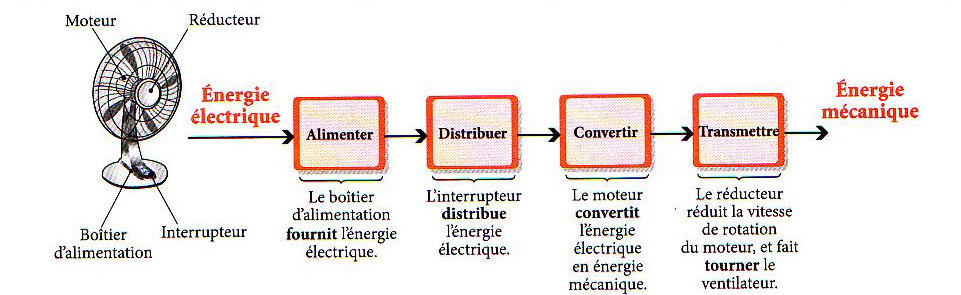 Moteur
Réducteur
Énergie
électrique
Alimenter
Distribuer
Convertir
Transmettre
Énergie
mécanique
Boîtier
d'alimentation
Interrupteur
Le boîtier
d'alimentation
fournit l'énergie
électrique.
L'interrupteur
distribue
l'énergie
électrique.
Le moteur
convertit
l'énergie
électrique
en énergie
mécanique.
Le réducteur
réduit la vitesse
de rotation
du moteur, et fait
tourner le
ventilateur.